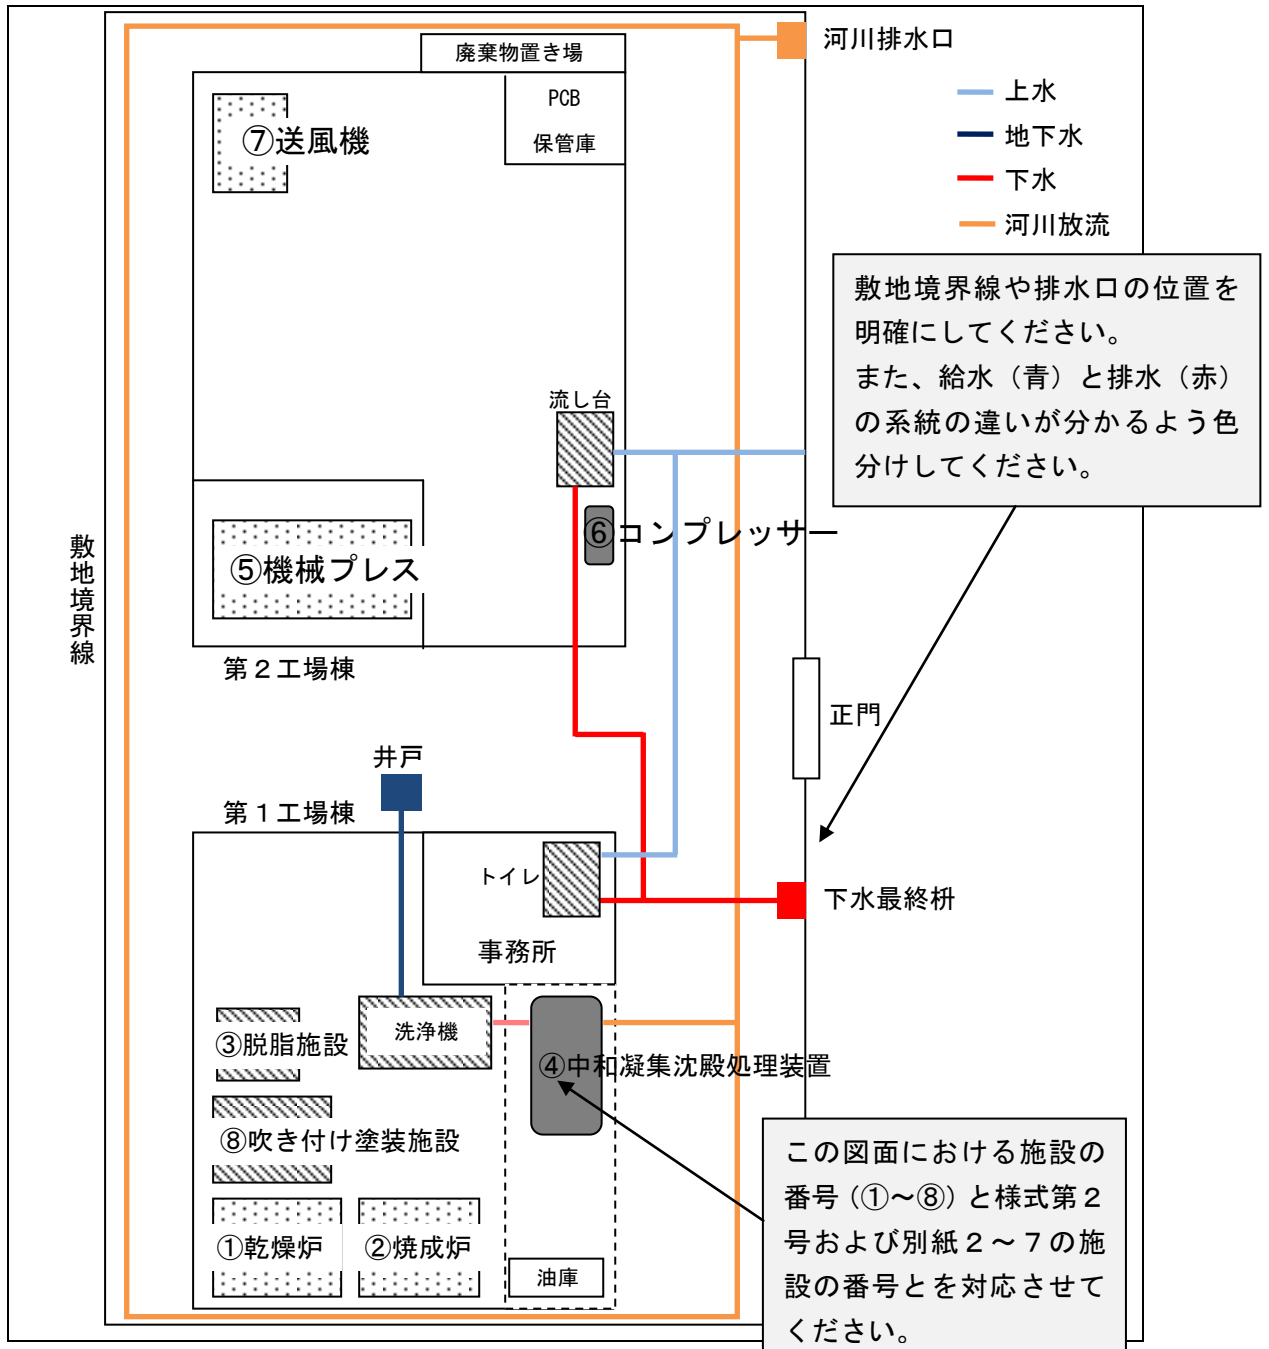 河川排水口
廃棄物置き場
上水
PCB
保管庫
⑦送風機
地下水
下水
河川放流
敷地境界線や排水口の位置を
明確にしてください。
また、給水（青）と排水（赤）
の系統の違いが分かるよう色
分けしてください。
流し台
⑥コンプレッサー
敷地境界線
⑤機械プレス
第２工場棟
正門
井戸
第１工場棟
トイレ
下水最終枡
事務所
洗浄機
③脱脂施設
④中和凝集沈殿処理装置
⑧吹き付け塗装施設
①乾燥炉
②焼成炉
油庫
この図面における施設の
番号（①～⑧）と様式第２
号および別紙２～７の施
設の番号とを対応させて
ください。